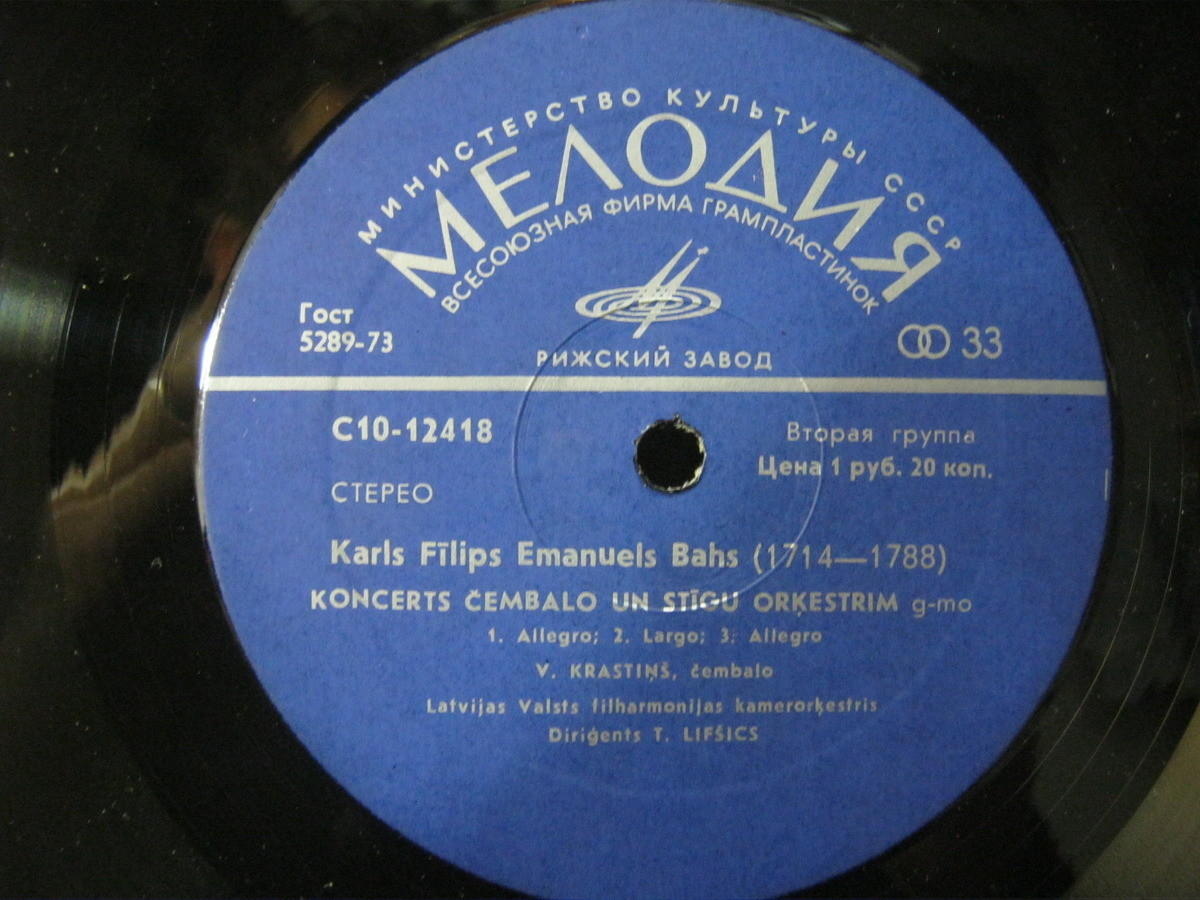 МИНИСТЕРСТВО КУЛЬТУРЫ СССР
МЕЛОДИЯ
ВСЕСОЮЗНАЯ ФИРМА ГРАМПЛАСТИНОК
Гост
5289-73
33
РИЖСКИЙ ЗАВОД
С10-12418
Вторая группа
Цена 1 руб. 20 коп.
СТЕРЕО
Karls Fīlips Emanuels Bahs (1714—1788)
KONCERTS ČEMBALO UN STĪGU ORĶESTRIM g-mo
1. Allegro; 2. Largo; 3. Allegro
V. KRASTIŅŠ, čembalo
Latvijas Valsts filharmonijas kamerorķestris
Diriģents T. LIFŠICS